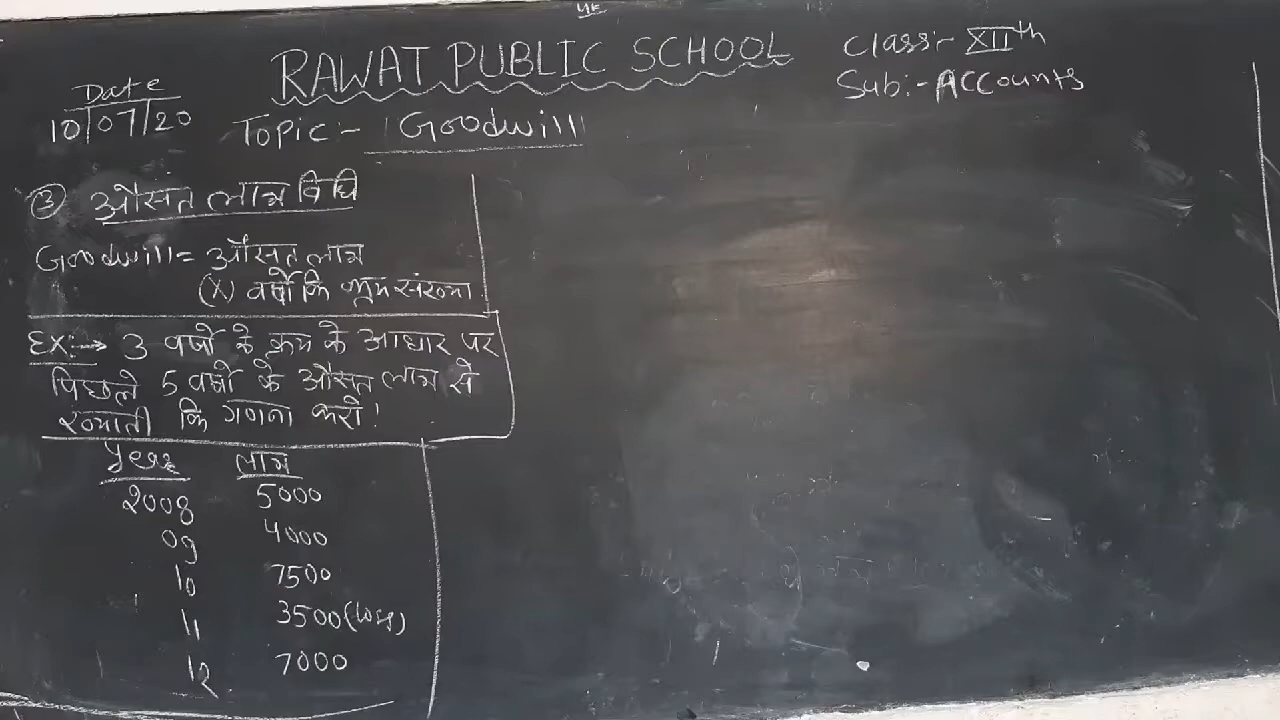 RAWAT PUBLIC SCHOOL
Class:- XIIth
Sub:- Accounts
Date
10/07/20
Topic:- Goodwill
③ औसत लाभ विधि
Goodwill = औसत लाभ
(x) वर्षो कि क्रय संख्या
Ex:→ 3 वर्षो के क्रय के आधार पर
पिछले 5 वर्षो के औसत लाभ से
ख्याती कि गणना करो!
Year लाभ
2008 5000
09 4000
10 7500
11 3500 (loss)
12 7000